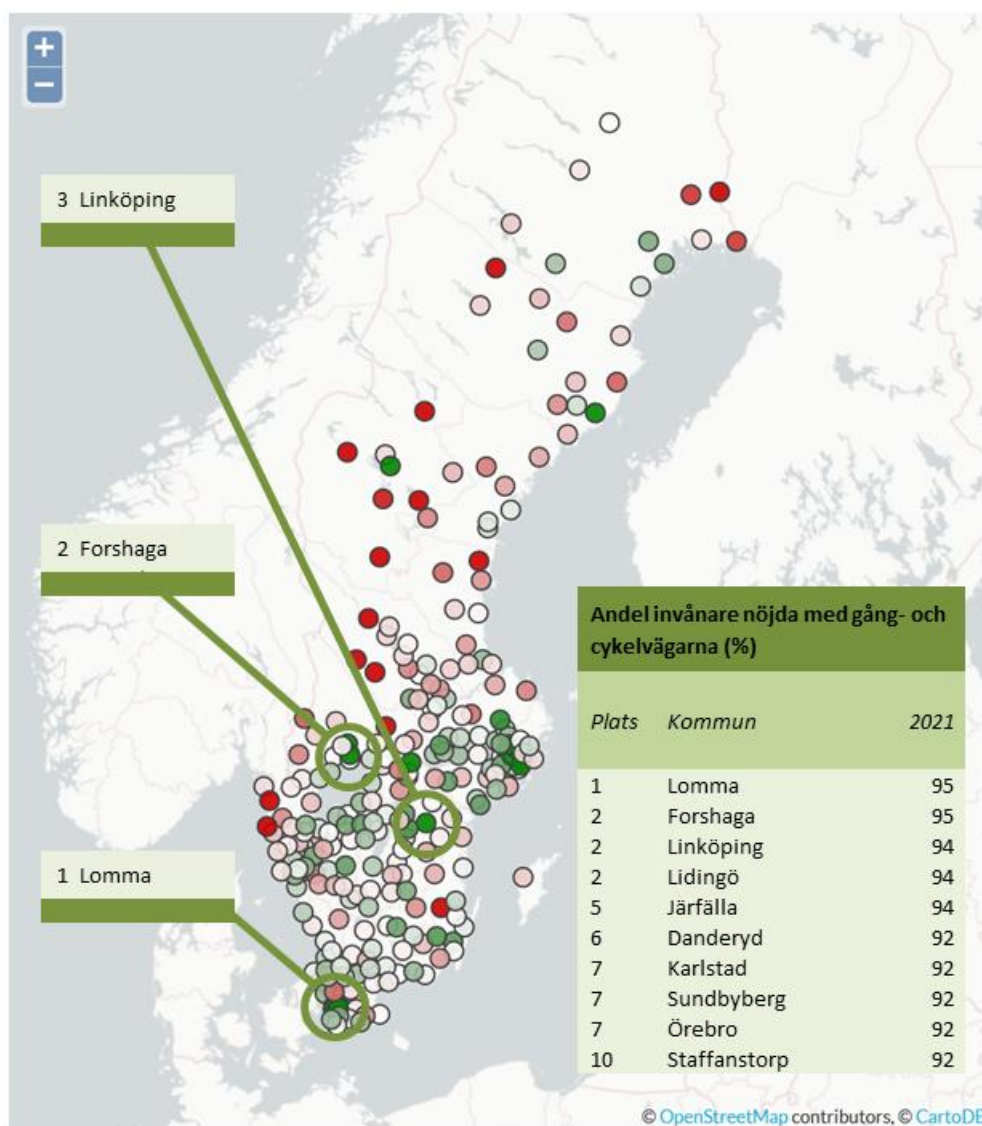 +
−
3 Linköping
2 Forshaga
1 Lomma
Andel invånare nöjda med gång- och
cykelvägarna (%)
Plats Kommun 2021
1 Lomma 95
2 Forshaga 95
2 Linköping 94
2 Lidingö 94
5 Järfälla 94
6 Danderyd 92
7 Karlstad 92
7 Sundbyberg 92
7 Örebro 92
10 Staffanstorp 92
© OpenStreetMap contributors, © CartoDB